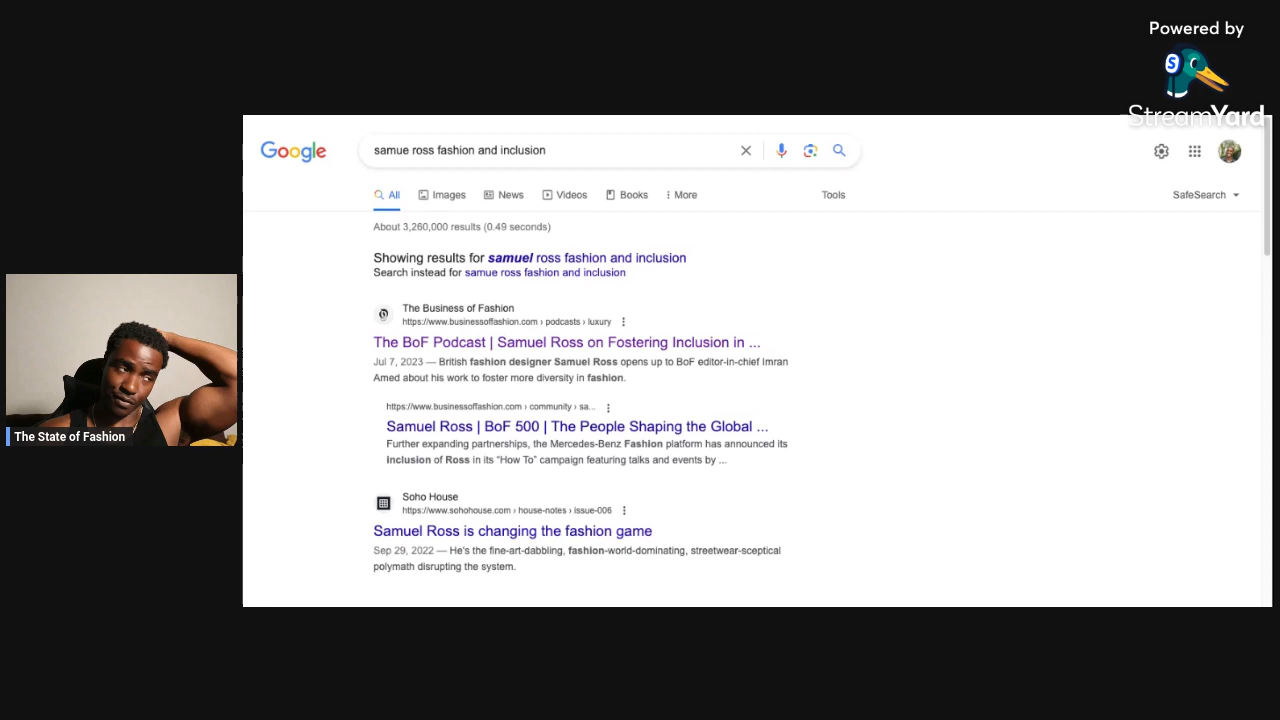 Powered by
S
StreamYard
Google
samue ross fashion and inclusion
All
Images
News
Videos
Books
More
Tools
SafeSearch
About 3,260,000 results (0.49 seconds)
Showing results for samuel ross fashion and inclusion
Search instead for samue ross fashion and inclusion
The Business of Fashion
https://www.businessoffashion.com › podcasts › luxury
The BoF Podcast | Samuel Ross on Fostering Inclusion in ...
Jul 7, 2023 — British fashion designer Samuel Ross opens up to BoF editor-in-chief Imran
Amed about his work to foster more diversity in fashion.
https://www.businessoffashion.com › community › sa...
Samuel Ross | BoF 500 | The People Shaping the Global ...
Further expanding partnerships, the Mercedes-Benz Fashion platform has announced its
inclusion of Ross in its “How To” campaign featuring talks and events by ...
Soho House
https://www.sohohouse.com › house-notes › issue-006
Samuel Ross is changing the fashion game
Sep 29, 2022 — He's the fine-art-dabbling, fashion-world-dominating, streetwear-sceptical
polymath disrupting the system.
The State of Fashion